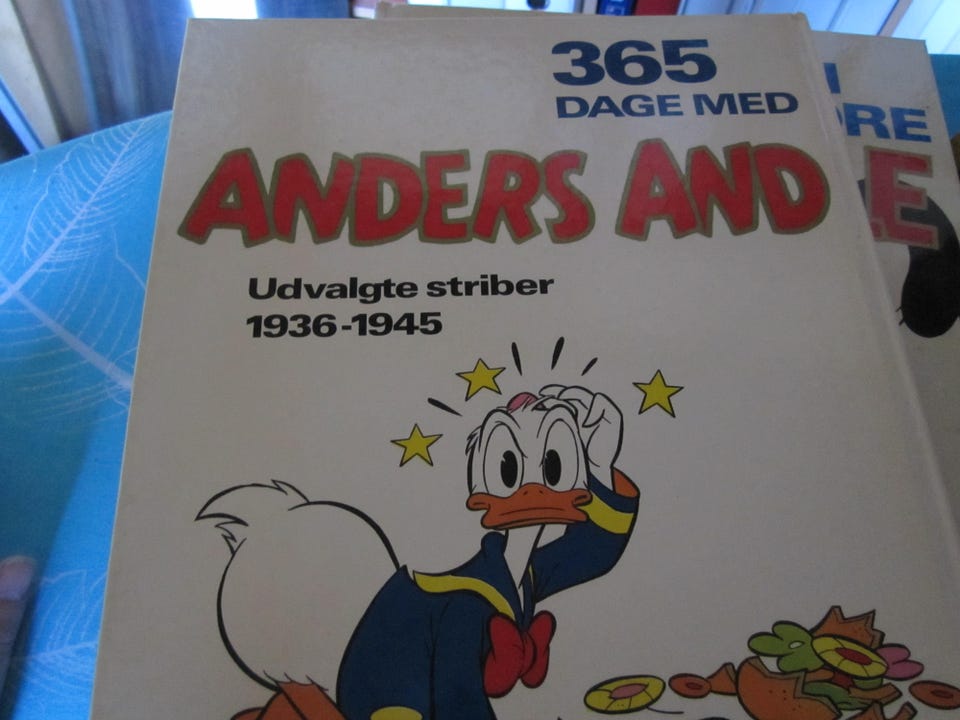 365
DAGE MED
ANDERS AND
Udvalgte striber
1936-1945